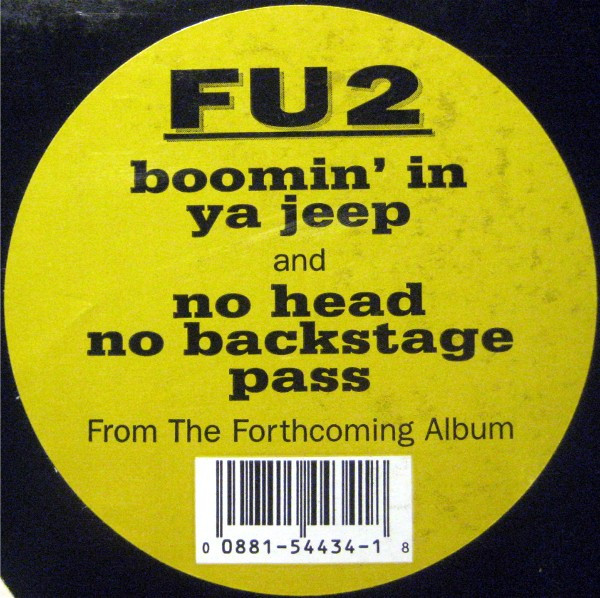 FU2
boomin' in
ya jeep
and
no head
no backstage
pass
From The Forthcoming Album
0 0881-54434-1 8